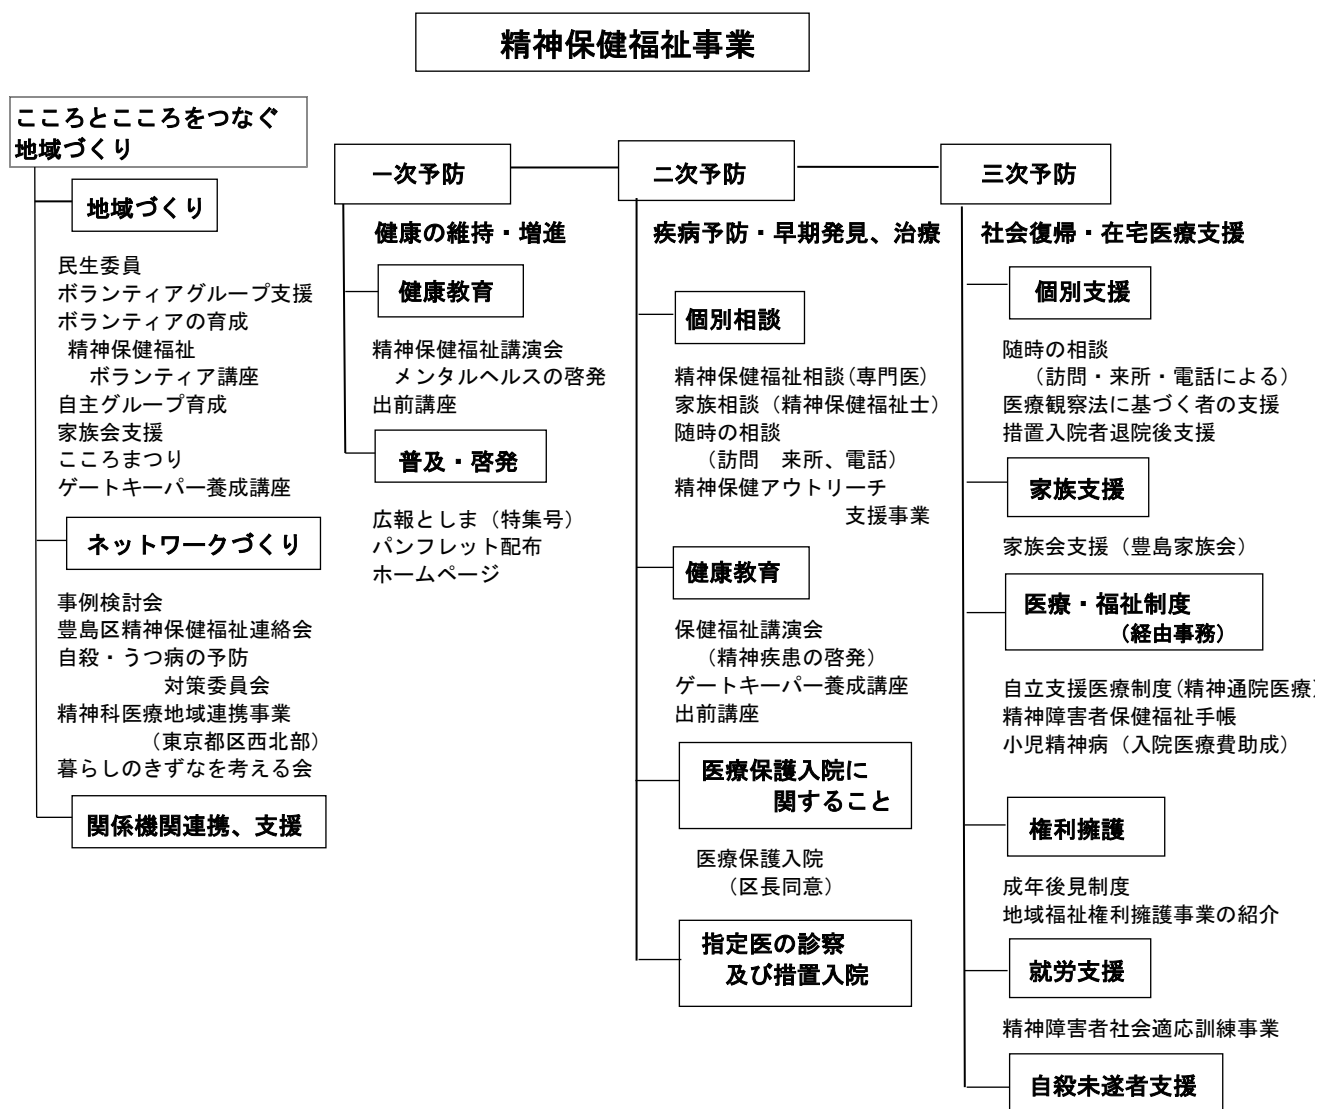 精神保健福祉事業
こころとこころをつなぐ
地域づくり
地域づくり
民生委員
ボランティアグループ支援
ボランティアの育成
精神保健福祉
ボランティア講座
自主グループ育成
家族会支援
こころまつり
ゲートキーパー養成講座
ネットワークづくり
事例検討会
豊島区精神保健福祉連絡会
自殺・うつ病の予防
対策委員会
精神科医療地域連携事業
（東京都区西北部）
暮らしのきずなを考える会
関係機関連携、支援
一次予防
健康の維持・増進
健康教育
精神保健福祉講演会
メンタルヘルスの啓発
出前講座
普及・啓発
広報としま（特集号）
パンフレット配布
ホームページ
二次予防
疾病予防・早期発見、治療
個別相談
精神保健福祉相談(専門医)
家族相談（精神保健福祉士）
随時の相談
（訪問　来所、電話）
精神保健アウトリーチ
支援事業
健康教育
保健福祉講演会
（精神疾患の啓発）
ゲートキーパー養成講座
出前講座
医療保護入院に
関すること
医療保護入院
（区長同意）
指定医の診察
及び措置入院
三次予防
社会復帰・在宅医療支援
個別支援
随時の相談
（訪問・来所・電話による）
医療観察法に基づく者の支援
措置入院者退院後支援
家族支援
家族会支援（豊島家族会）
医療・福祉制度
（経由事務）
自立支援医療制度(精神通院医療)
精神障害者保健福祉手帳
小児精神病（入院医療費助成）
権利擁護
成年後見制度
地域福祉権利擁護事業の紹介
就労支援
精神障害者社会適応訓練事業
自殺未遂者支援